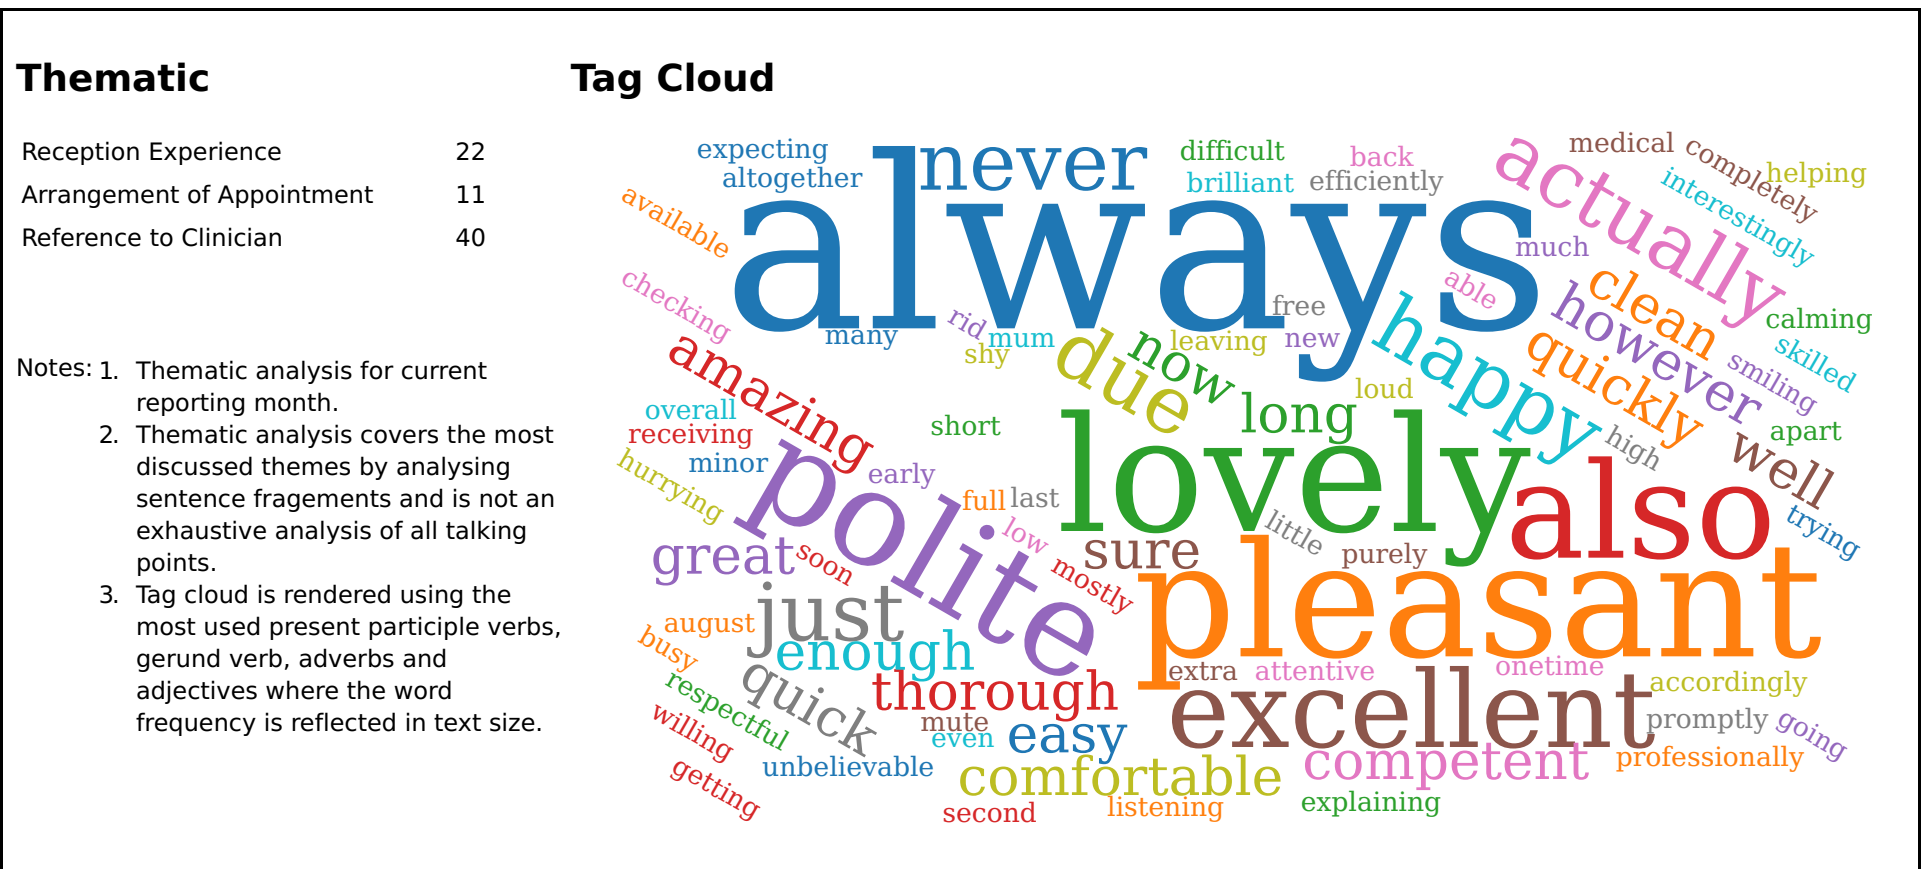 Thematic
Tag Cloud
Reception Experience 22
Arrangement of Appointment 11
Reference to Clinician 40
Notes: 1. Thematic analysis for current
reporting month.
2. Thematic analysis covers the most
discussed themes by analysing
sentence fragements and is not an
exhaustive analysis of all talking
points.
3. Tag cloud is rendered using the
most used present participle verbs,
gerund verb, adverbs and
adjectives where the word
frequency is reflected in text size.
expecting
altogether
never
difficult
brilliant
back
efficiently
actually
medical
completely
helping
interestingly
available
always
much
able
clean
however
calming
checking
many
rid
mum
shy
free
leaving
new
due
now
happy
quickly
smiling
skilled
amazing
overall
receiving
minor
hurrying
short
long
loud
lovely
high
well
apart
polite
early
full
last
low
little
also
trying
great
soon
mostly
sure
purely
pleasant
just
august
busy
enough
quick
thorough
extra
attentive
onetime
accordingly
respectful
willing
getting
mute
even
easy
excellent
promptly
going
unbelievable
comfortable
competent
professionally
second
listening
explaining